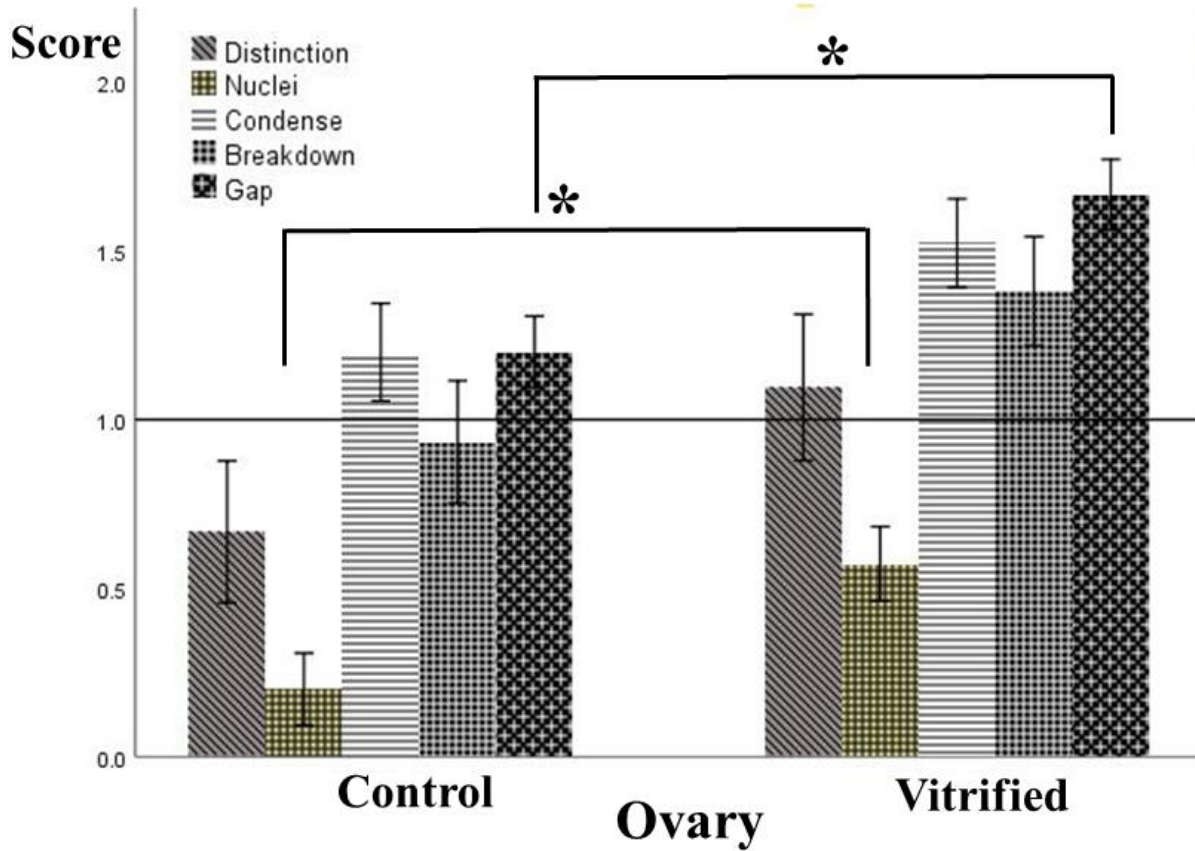 Score
Distinction
Nuclei
Condense
Breakdown
Gap
*
*
2.0
1.5
1.0
0.5
0.0
Control
Vitrified
Ovary